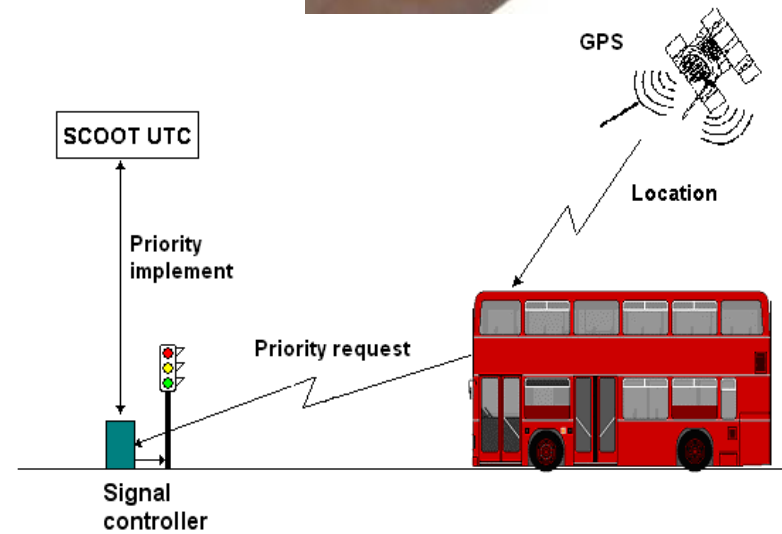 GPS
SCOOT UTC
Location
Priority
implement
Priority request
Signal
controller